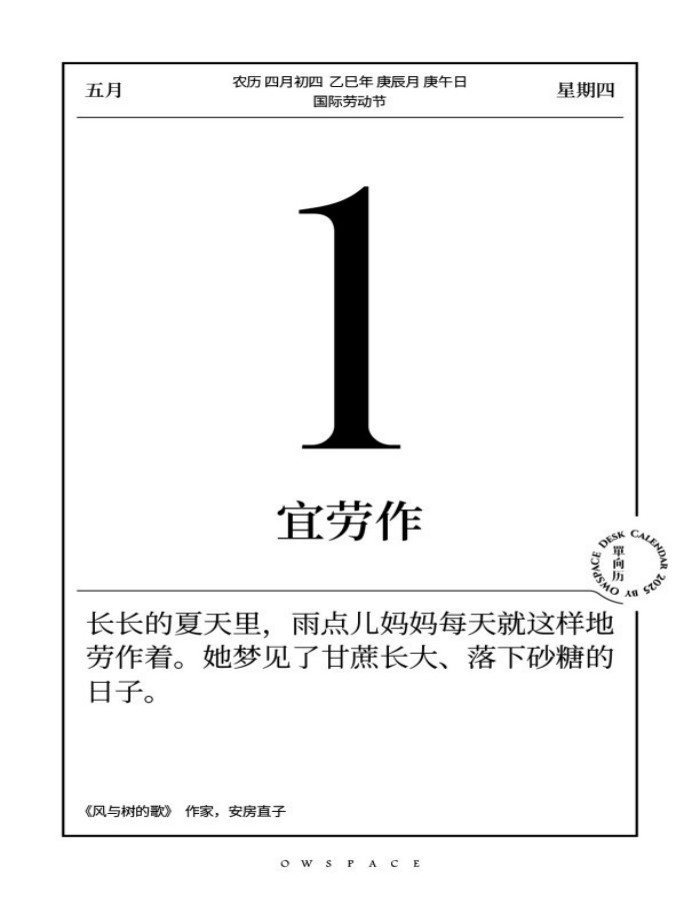 五月
农历 四月初四 乙巳年 庚辰月 庚午日
国际劳动节
星期四
1
宜劳作
OWSPACE DESK CALENDAR 2025 BY
單向历
长长的夏天里，雨点儿妈妈每天就这样地
劳作着。她梦见了甘蔗长大、落下砂糖的
日子。
《风与树的歌》 作家，安房直子
OWSPACE